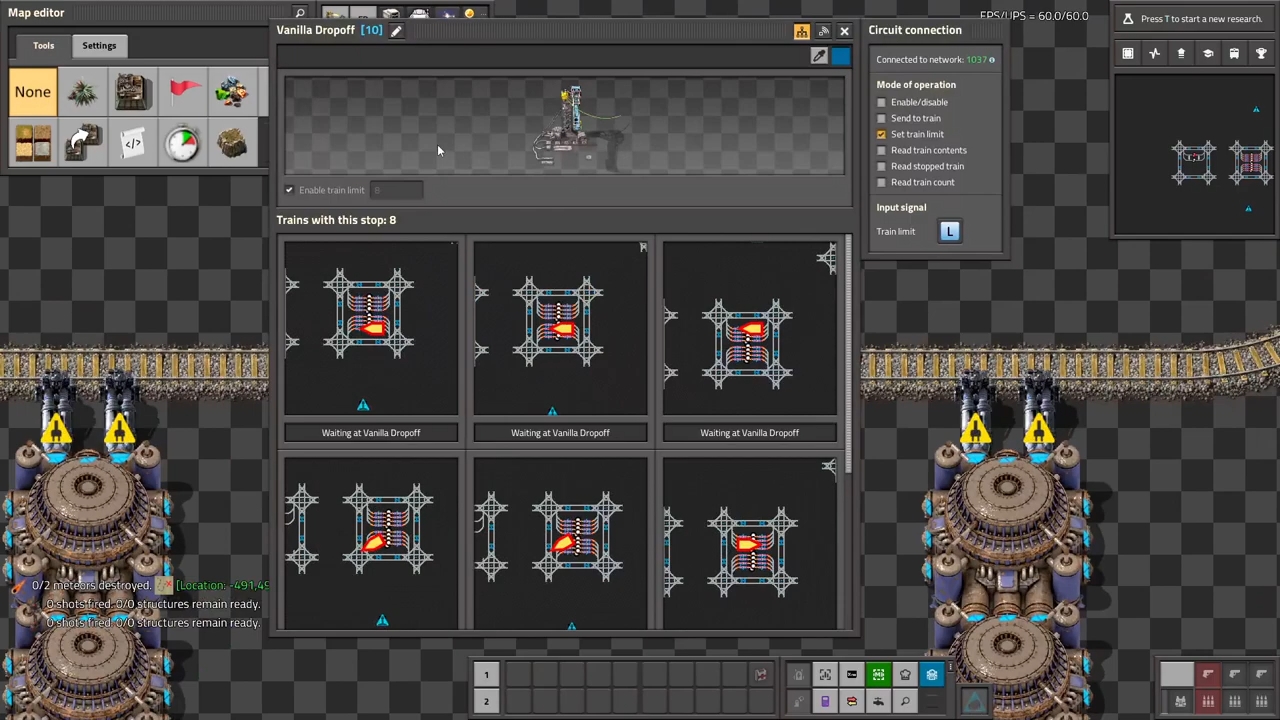 Map editor
Tools Settings
None
Vanilla Dropoff [10]
Enable train limit
Trains with this stop: 8
Waiting at Vanilla Dropoff
Waiting at Vanilla Dropoff
Waiting at Vanilla Dropoff
Circuit connection
Connected to network: 1037
Mode of operation
Enable/disable
Send to train
Set train limit
Read train contents
Read stopped train
Read train count
Input signal
Train limit L
FPS/UPS = 60.0/60.0
Press T to start a new research.
0/2 meteors destroyed. [Location: -491,49
0 shots fired. 0/0 structures remain ready.
0 shots fired. 0/0 structures remain ready.
1
2